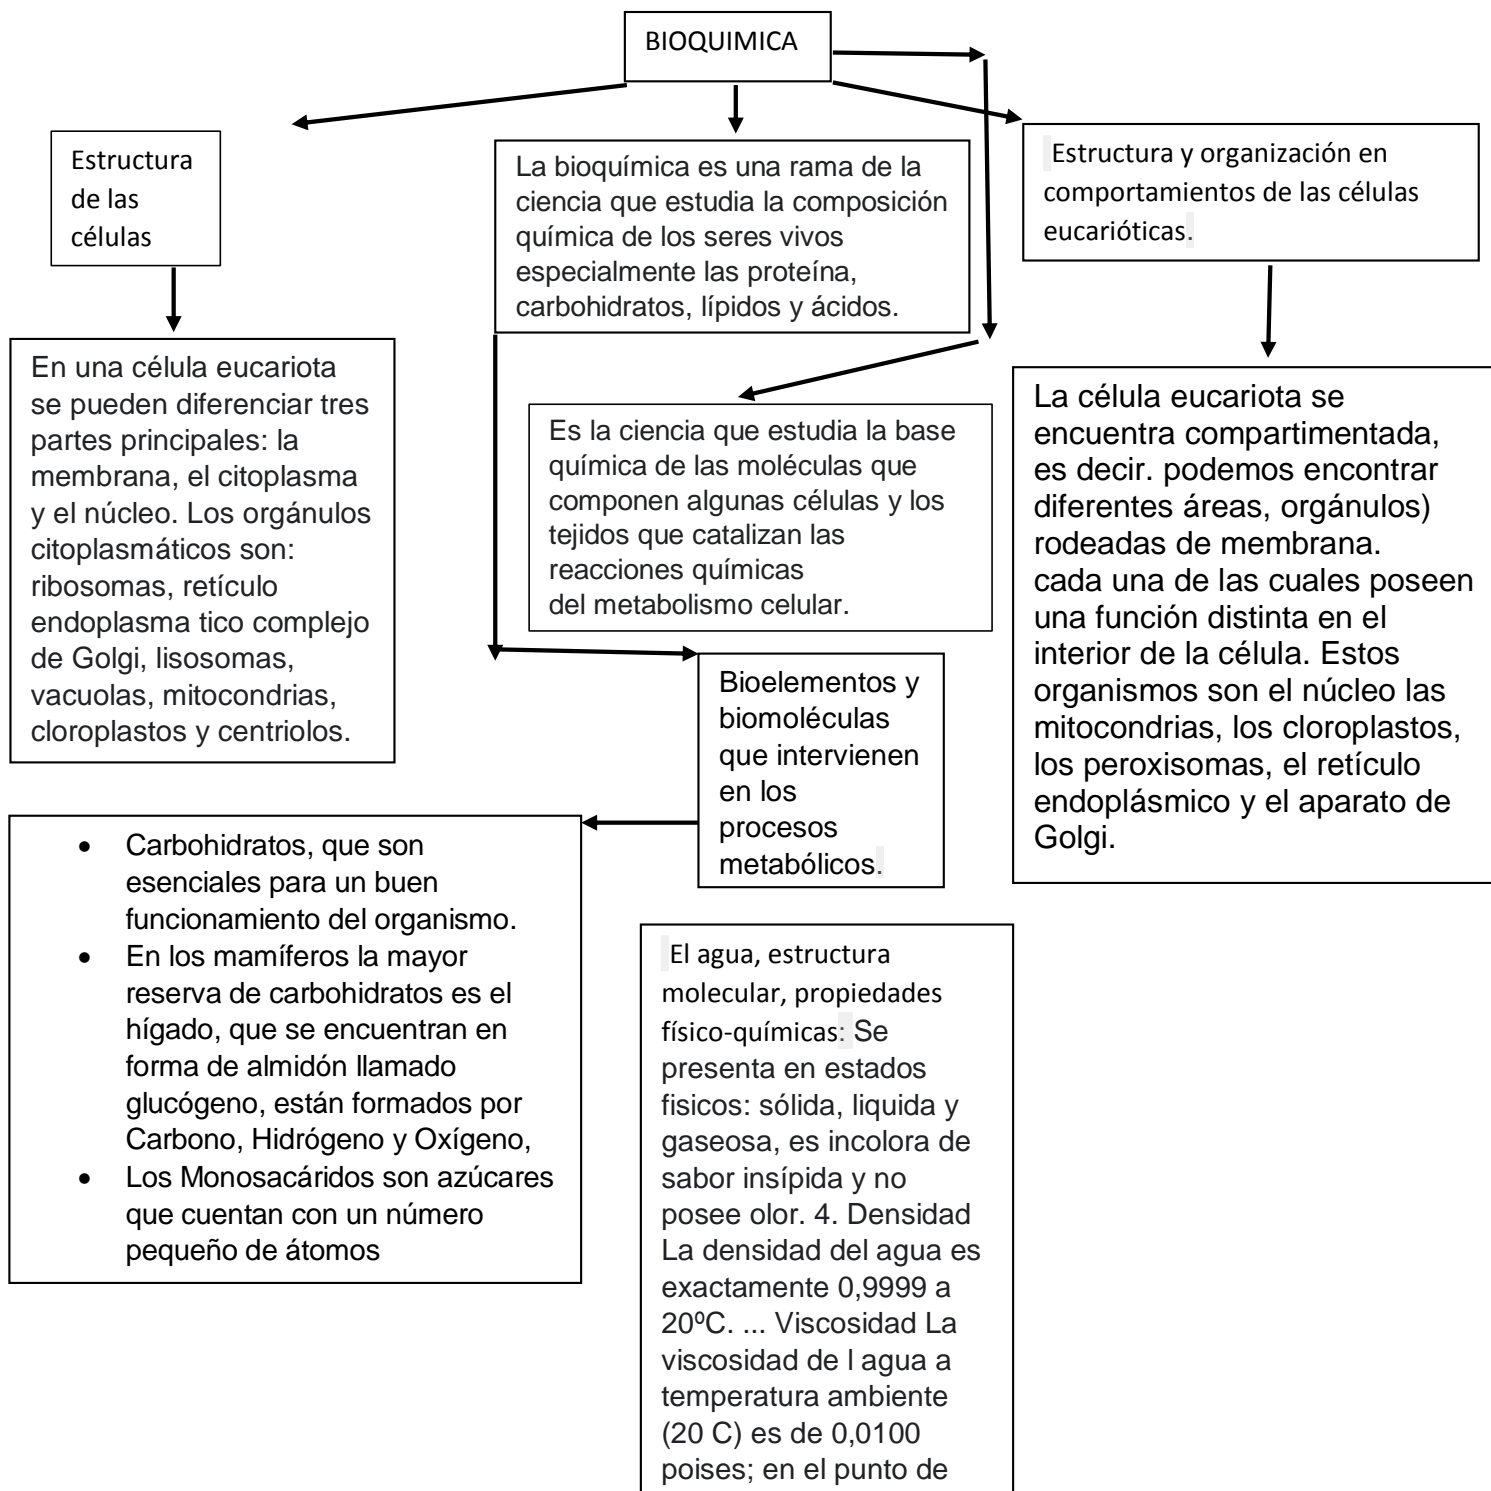 BIOQUIMICA
Estructura
de las
células
La bioquímica es una rama de la
ciencia que estudia la composición
química de los seres vivos
especialmente las proteína,
carbohidratos, lípidos y ácidos.
Estructura y organización en
comportamientos de las células
eucarióticas.
En una célula eucariota
se pueden diferenciar tres
partes principales: la
membrana, el citoplasma
y el núcleo. Los orgánulos
citoplasmáticos son:
ribosomas, retículo
endoplasma tico complejo
de Golgi, lisosomas,
vacuolas, mitocondrias,
cloroplastos y centriolos.
Es la ciencia que estudia la base
química de las moléculas que
componen algunas células y los
tejidos que catalizan las
reacciones químicas
del metabolismo celular.
La célula eucariota se
encuentra compartimentada,
es decir. podemos encontrar
diferentes áreas, orgánulos)
rodeadas de membrana.
cada una de las cuales poseen
una función distinta en el
interior de la célula. Estos
organismos son el núcleo las
mitocondrias, los cloroplastos,
los peroxisomas, el retículo
endoplásmico y el aparato de
Golgi.
Bioelementos y
biomoléculas
que intervienen
en los
procesos
metabólicos.
• Carbohidratos, que son
esenciales para un buen
funcionamiento del organismo.
• En los mamíferos la mayor
reserva de carbohidratos es el
hígado, que se encuentran en
forma de almidón llamado
glucógeno, están formados por
Carbono, Hidrógeno y Oxígeno,
• Los Monosacáridos son azúcares
que cuentan con un número
pequeño de átomos
El agua, estructura
molecular, propiedades
físico-químicas: Se
presenta en estados
fisicos: sólida, liquida y
gaseosa, es incolora de
sabor insípida y no
posee olor. 4. Densidad
La densidad del agua es
exactamente 0,9999 a
20ºC. ... Viscosidad La
viscosidad de l agua a
temperatura ambiente
(20 C) es de 0,0100
poises; en el punto de